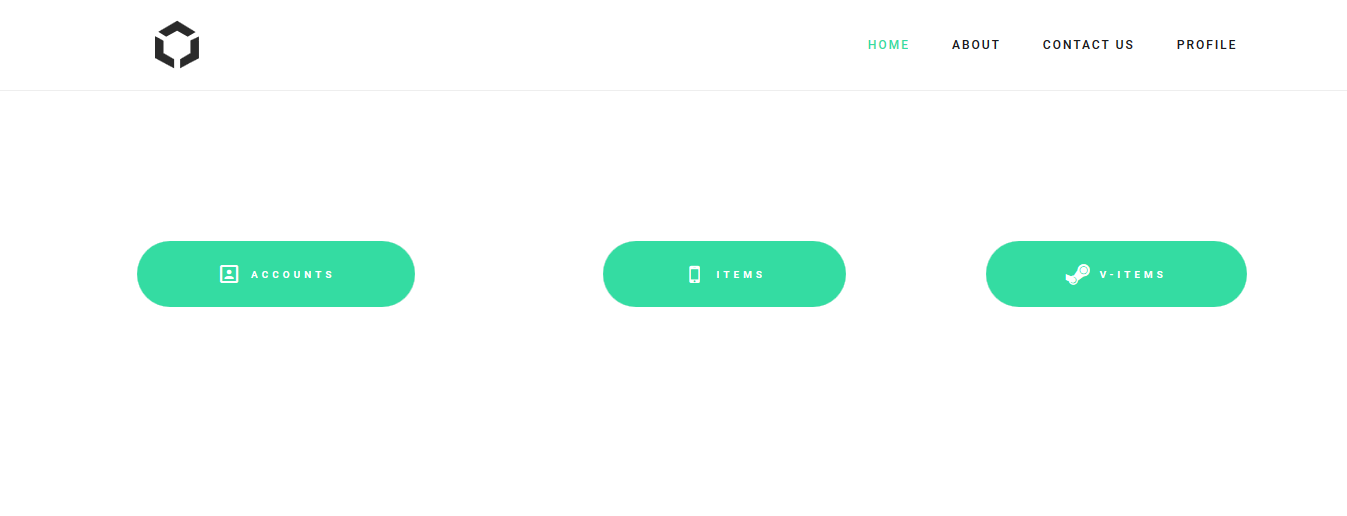 HOME ABOUT CONTACT US PROFILE
ACCOUNTS ITEMS V-ITEMS